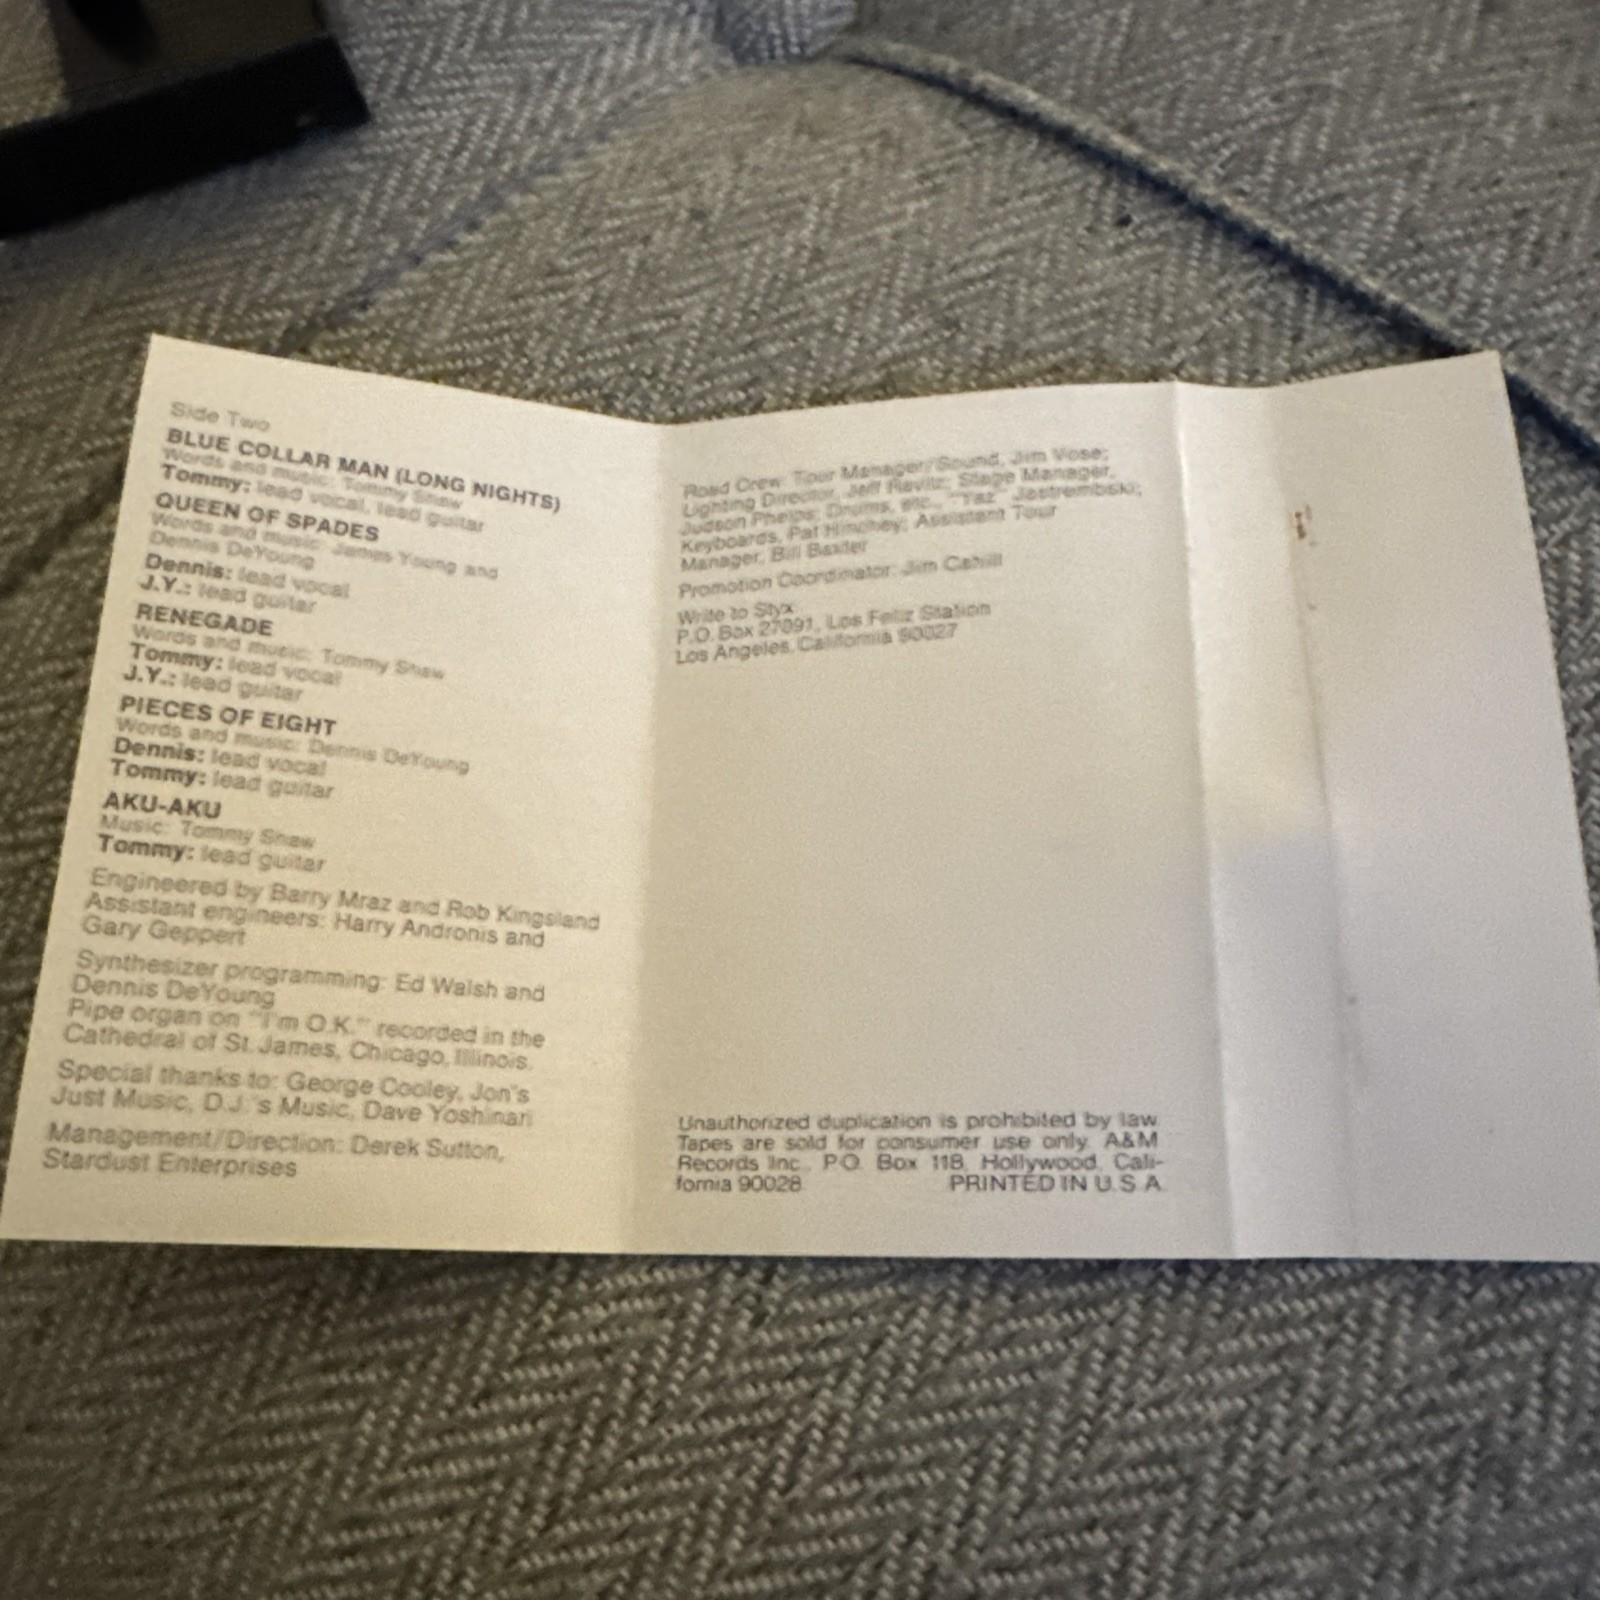 Side Two
BLUE COLLAR MAN (LONG NIGHTS)
Words and music: Tommy Shaw
Tommy: lead vocal, lead guitar
QUEEN OF SPADES
Words and music: James Young and
Dennis DeYoung
Dennis: lead vocal
J.Y.: lead guitar
RENEGADE
Words and music: Tommy Shaw
Tommy: lead vocal
J.Y.: lead guitar
PIECES OF EIGHT
Words and music: Dennis DeYoung
Dennis: lead vocal
Tommy: lead guitar
AKU-AKU
Music: Tommy Shaw
Tommy: lead guitar
Engineered by Barry Mraz and Rob Kingsland
Assistant engineers: Harry Andronis and
Gary Geppert
Synthesizer programming: Ed Walsh and
Dennis DeYoung
Pipe organ on "I'm O.K." recorded in the
Cathedral of St. James, Chicago, Illinois.
Special thanks to: George Cooley, Jon's
Just Music, D.J.'s Music, Dave Yoshinari
Management/Direction: Derek Sutton,
Stardust Enterprises
Road Crew: Tour Manager/Sound, Jim Vose;
Lighting Director, Jeff Ravitz; Stage Manager,
Judson Phelps; Drums, etc., "Yaz" Jastrembski;
Keyboards, Pat Hinchey; Assistant Tour
Manager, Bill Baxter
Promotion Coordinator: Jim Cahill
Write to Styx
P.O. Box 27091, Los Feliz Station
Los Angeles, California 90027
Unauthorized duplication is prohibited by law.
Tapes are sold for consumer use only. A&M
Records Inc., P.O. Box 118, Hollywood, Cali-
fornia 90028. PRINTED IN U.S.A.